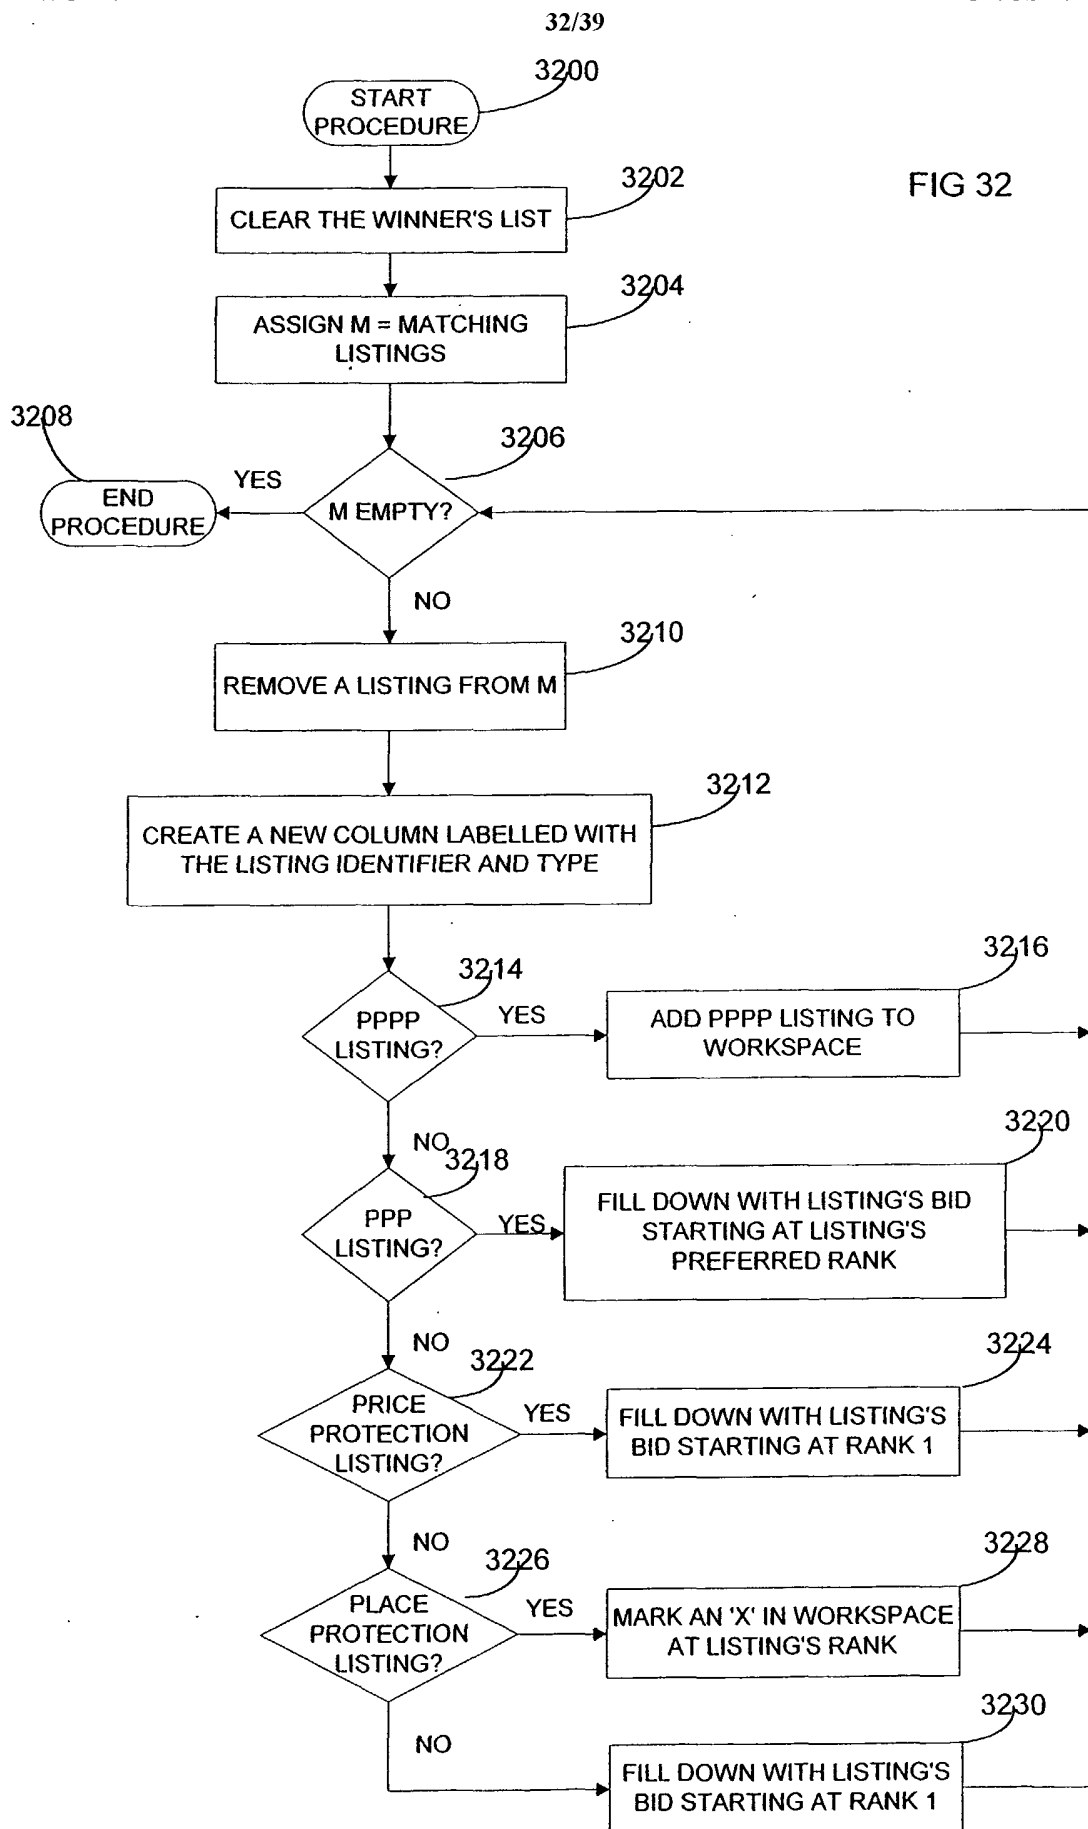 32/39
3200
START
PROCEDURE
3202
FIG 32
CLEAR THE WINNER'S LIST
3204
ASSIGN M = MATCHING
LISTINGS
3208
3206
YES
END
PROCEDURE
M EMPTY?
NO
3210
REMOVE A LISTING FROM M
3212
CREATE A NEW COLUMN LABELLED WITH
THE LISTING IDENTIFIER AND TYPE
3214
3216
PPPP
LISTING?
YES
ADD PPPP LISTING TO
WORKSPACE
NO
3218
3220
PPP
LISTING?
YES
FILL DOWN WITH LISTING'S BID
STARTING AT LISTING'S
PREFERRED RANK
NO
3222
3224
PRICE
PROTECTION
LISTING?
YES
FILL DOWN WITH LISTING'S
BID STARTING AT RANK 1
NO
3226
3228
PLACE
PROTECTION
LISTING?
YES
MARK AN 'X' IN WORKSPACE
AT LISTING'S RANK
NO
3230
FILL DOWN WITH LISTING'S
BID STARTING AT RANK 1